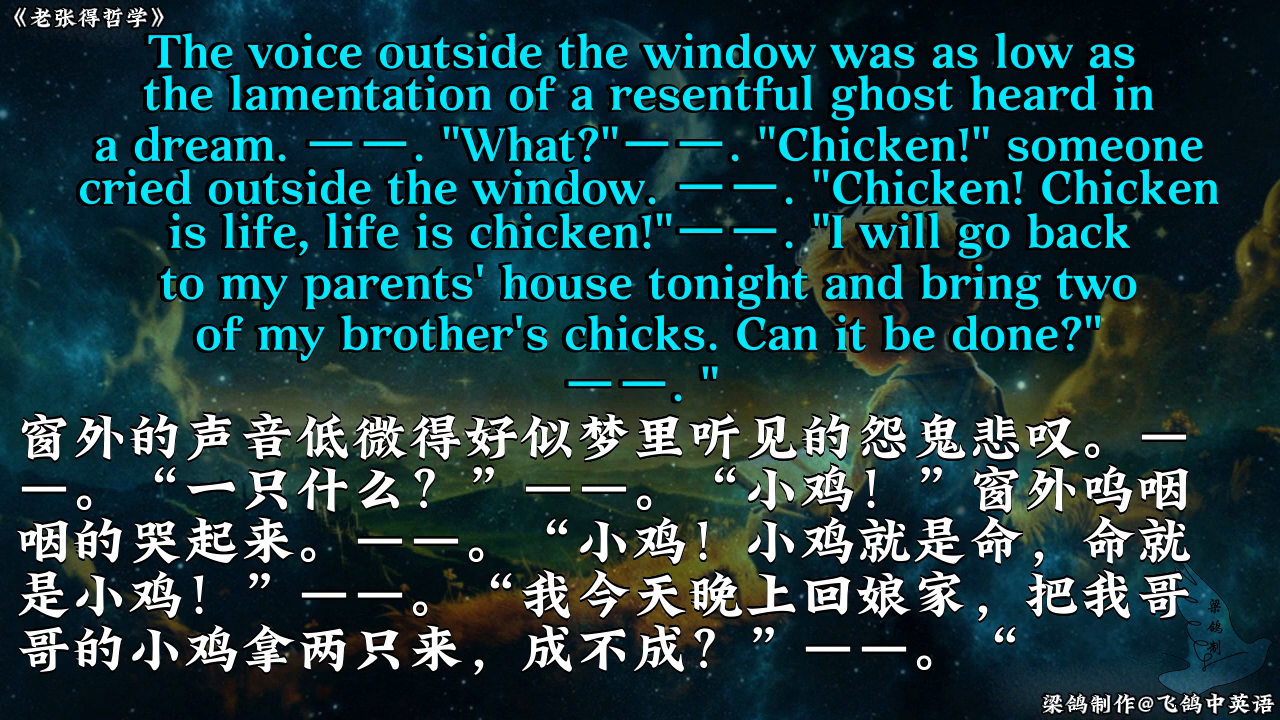 《老张得哲学》
The voice outside the window was as low as
the lamentation of a resentful ghost heard in
a dream. ——. "What?"——. "Chicken!" someone
cried outside the window. ——. "Chicken! Chicken
is life, life is chicken!"——. "I will go back
to my parents' house tonight and bring two
of my brother's chicks. Can it be done?"
——. "
窗外的声音低微得好似梦里听见的怨鬼悲叹。—
—。“一只什么？”——。“小鸡！”窗外呜咽
咽的哭起来。——。“小鸡！小鸡就是命，命就
是小鸡！”——。“我今天晚上回娘家，把我哥
哥的小鸡拿两只来，成不成？”——。“
梁鸽制
梁鸽制作@飞鸽中英语